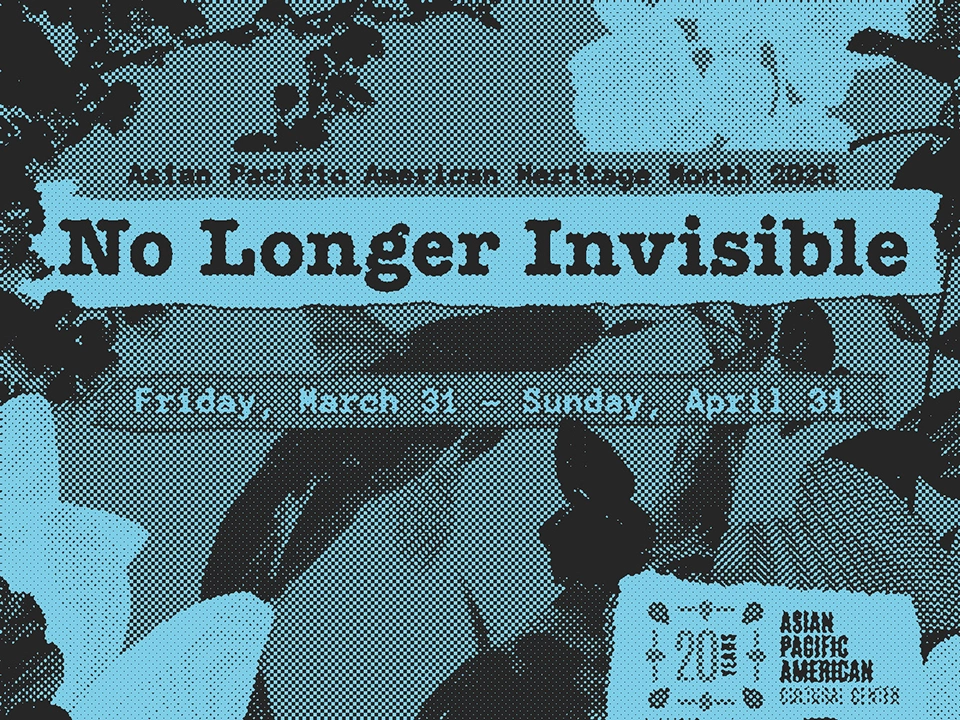 Asian Pacific American Heritage Month 2026
No Longer Invisible
Friday, March 31 - Sunday, April 31
20 YEARS
ASIAN
PACIFIC
AMERICAN
CULTURAL CENTER